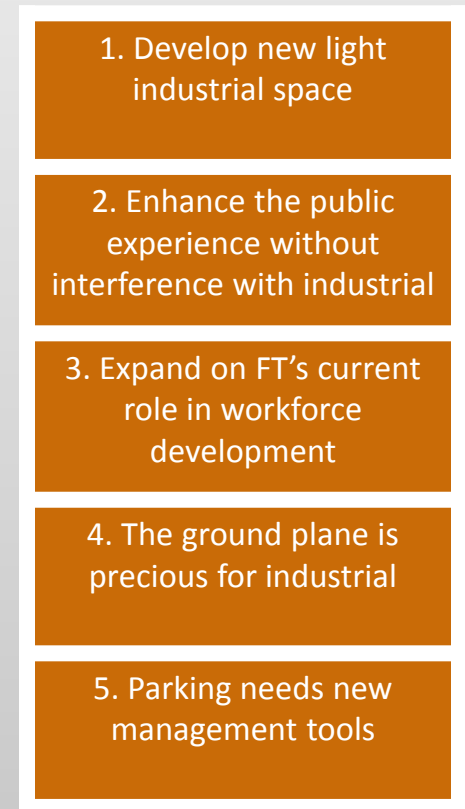 1. Develop new light
industrial space
2. Enhance the public
experience without
interference with industrial
3. Expand on FT’s current
role in workforce
development
4. The ground plane is
precious for industrial
5. Parking needs new
management tools